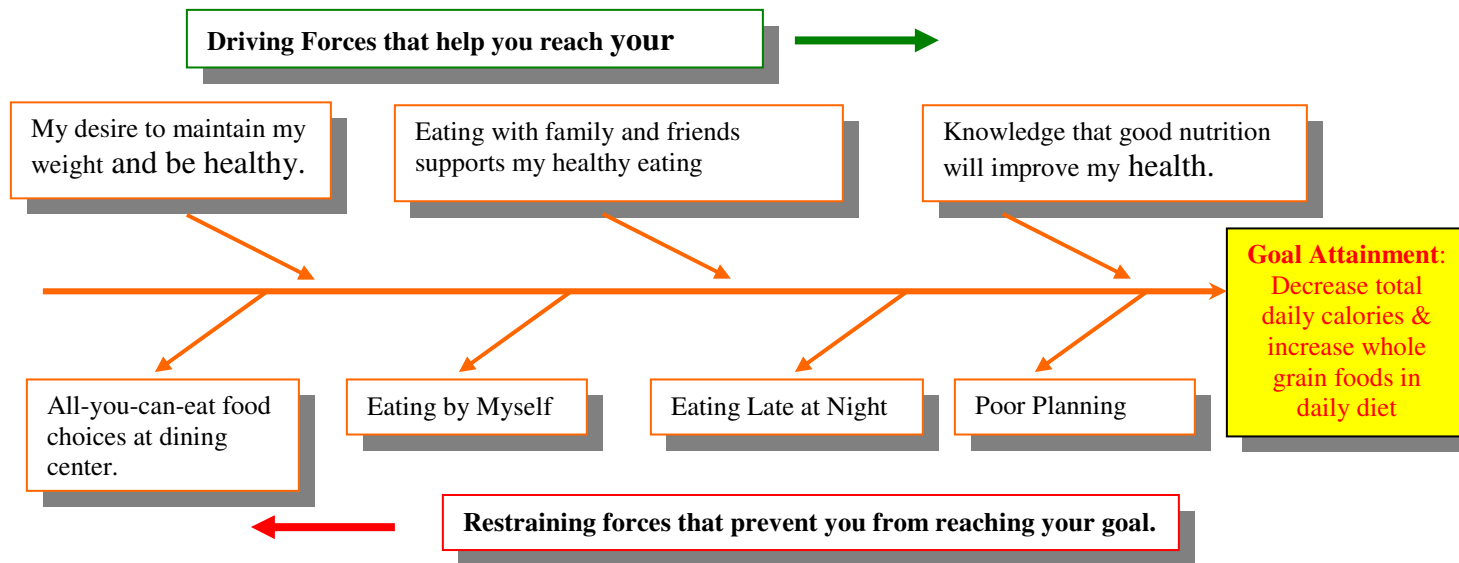 Driving Forces that help you reach your
My desire to maintain my
weight and be healthy.
Eating with family and friends
supports my healthy eating
Knowledge that good nutrition
will improve my health.
Goal Attainment:
Decrease total
daily calories &
increase whole
grain foods in
daily diet
All-you-can-eat food
choices at dining
center.
Eating by Myself
Eating Late at Night
Poor Planning
Restraining forces that prevent you from reaching your goal.